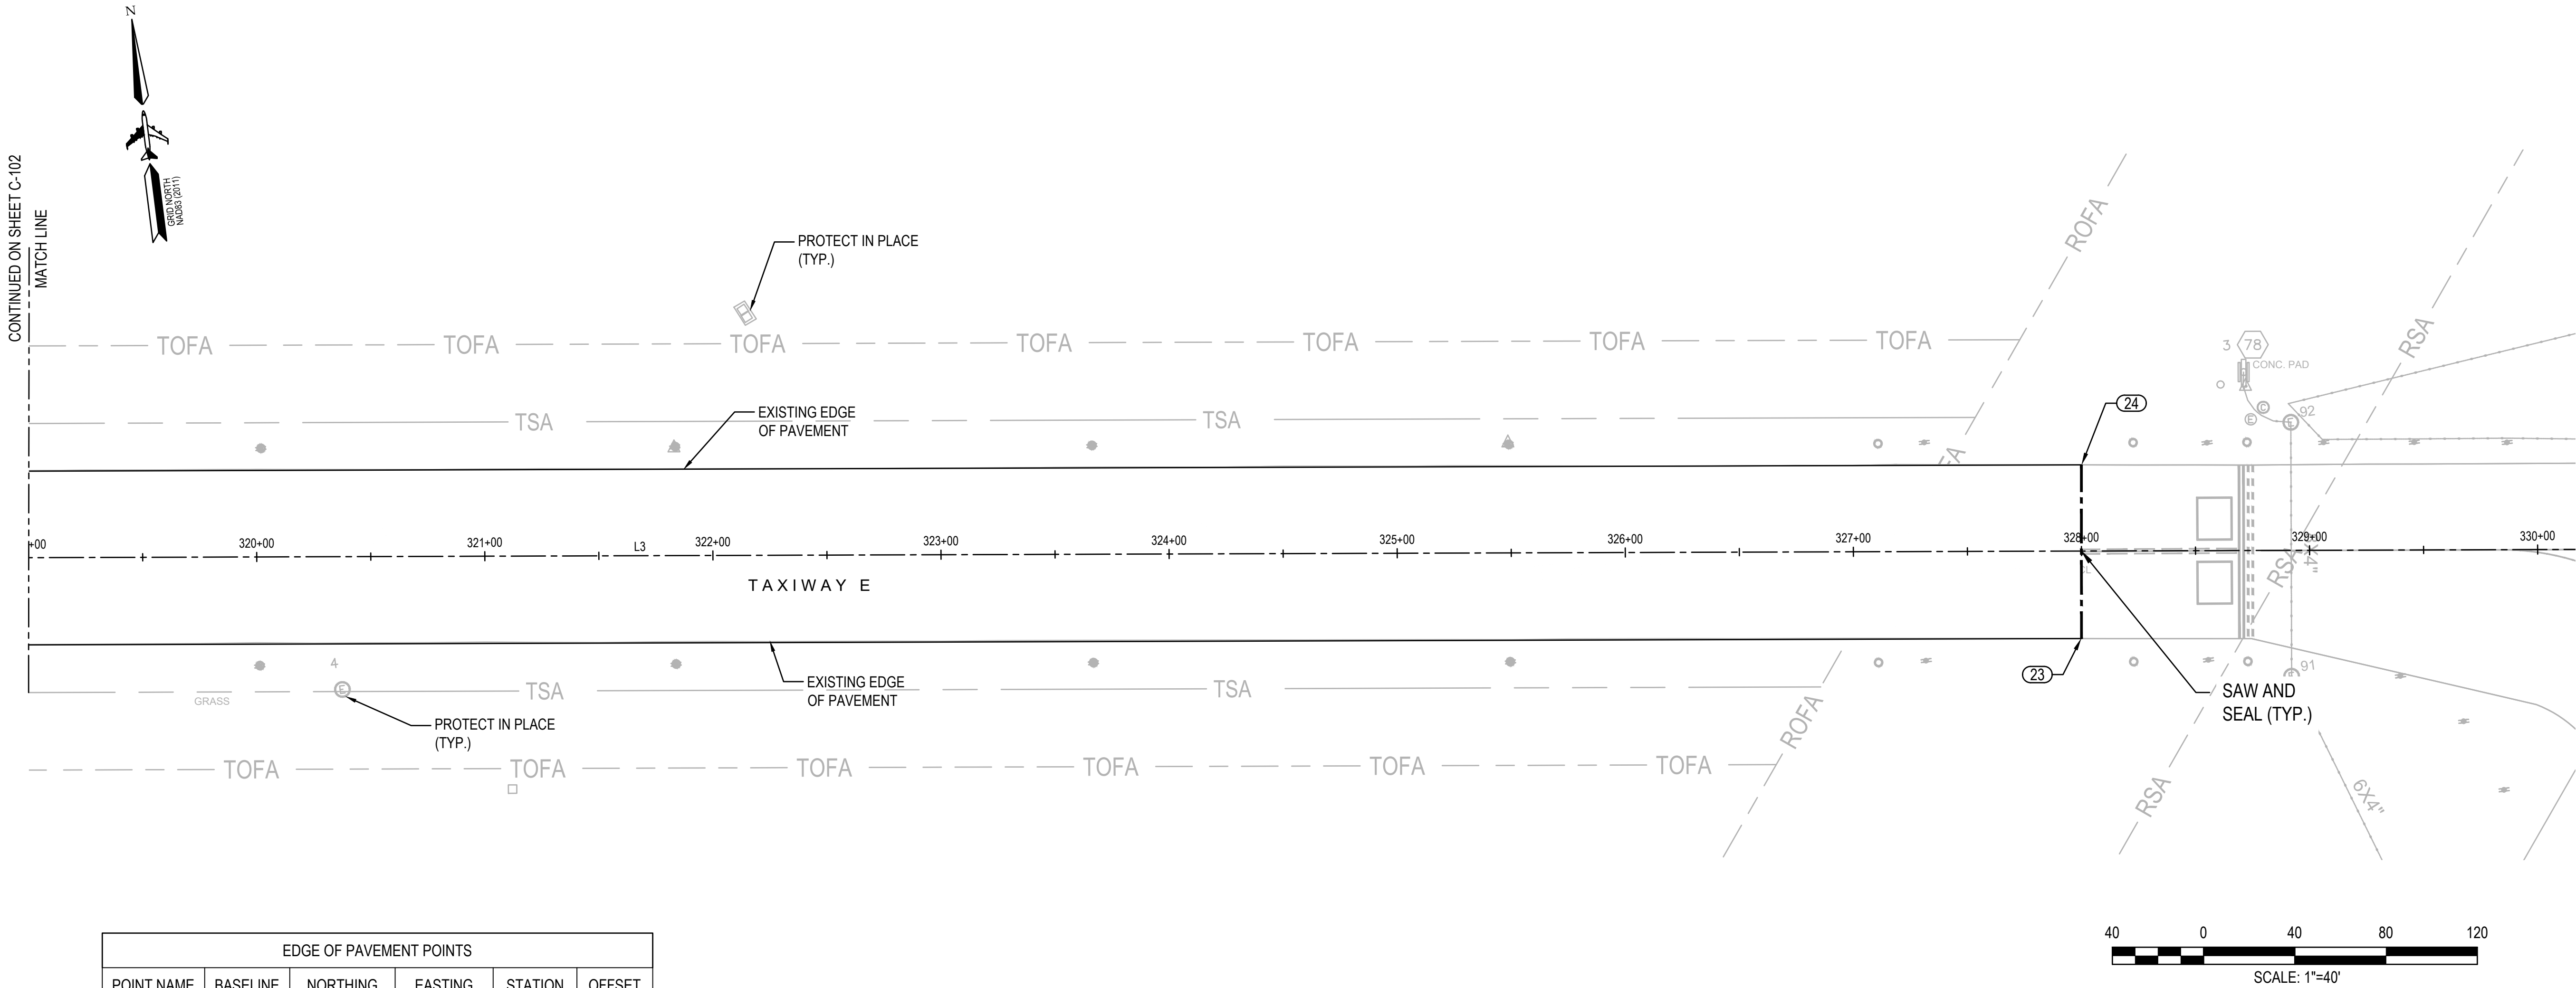 N
GRID NORTH
NAD83 (2011)
CONTINUED ON SHEET C-102
MATCH LINE
PROTECT IN PLACE
(TYP.)
ROFA
TOFA TOFA TOFA TOFA TOFA TOFA TOFA
RSA
3 78
CONC. PAD
EXISTING EDGE
OF PAVEMENT
TSA TSA
24
C
E
E 92
FA
+00 320+00 321+00 L3 322+00 323+00 324+00 325+00 326+00 327+00 328+00 329+00 330+00
TAXIWAY E
RSA
X4"
23
91
4
E
GRASS
TSA TSA
EXISTING EDGE
OF PAVEMENT
PROTECT IN PLACE
(TYP.)
SAW AND
SEAL (TYP.)
ROFA
TOFA TOFA TOFA TOFA TOFA TOFA
RSA
6X4"
EDGE OF PAVEMENT POINTS
POINT NAME BASELINE NORTHING EASTING STATION OFFSET
40 0 40 80 120
SCALE: 1"=40'